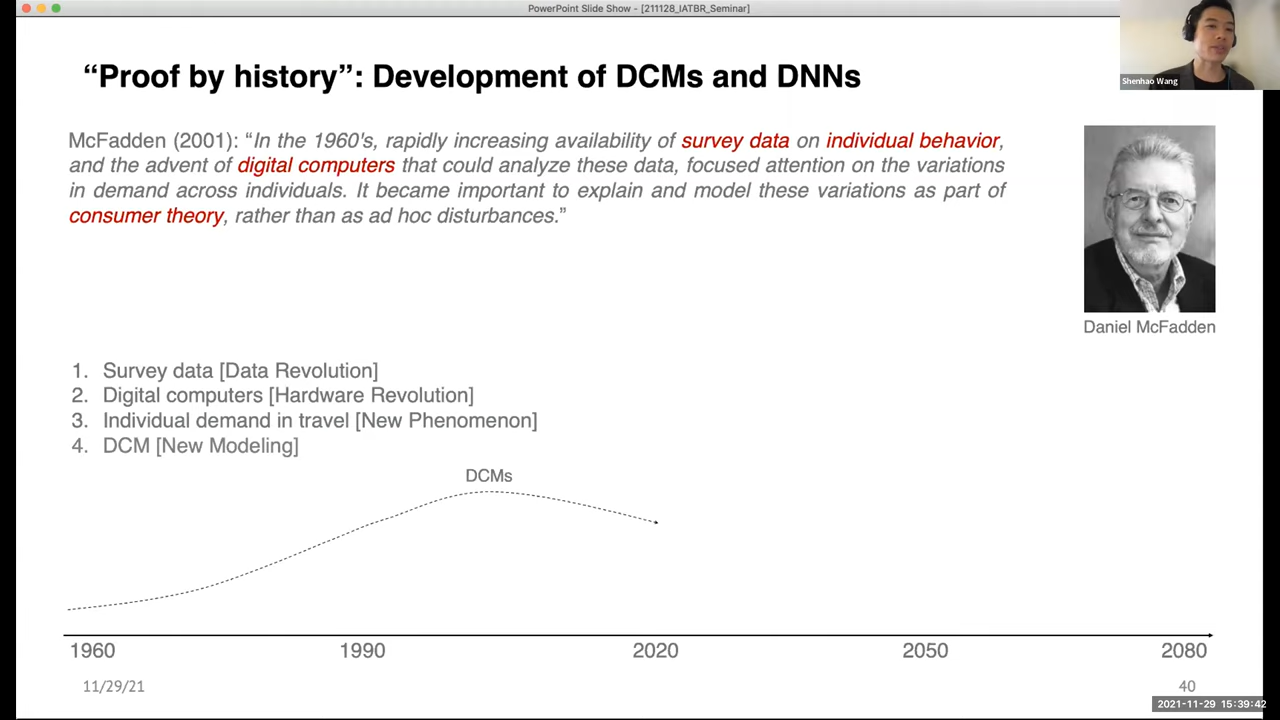 PowerPoint Slide Show - [211128_IATBR_Seminar]
Shenhao Wang
“Proof by history”: Development of DCMs and DNNs
McFadden (2001): “In the 1960's, rapidly increasing availability of survey data on individual behavior,
and the advent of digital computers that could analyze these data, focused attention on the variations
in demand across individuals. It became important to explain and model these variations as part of
consumer theory, rather than as ad hoc disturbances.”
Daniel McFadden
1. Survey data [Data Revolution]
2. Digital computers [Hardware Revolution]
3. Individual demand in travel [New Phenomenon]
4. DCM [New Modeling]
DCMs
1960 1990 2020 2050 2080
11/29/21 40
2021-11-29 15:39:42